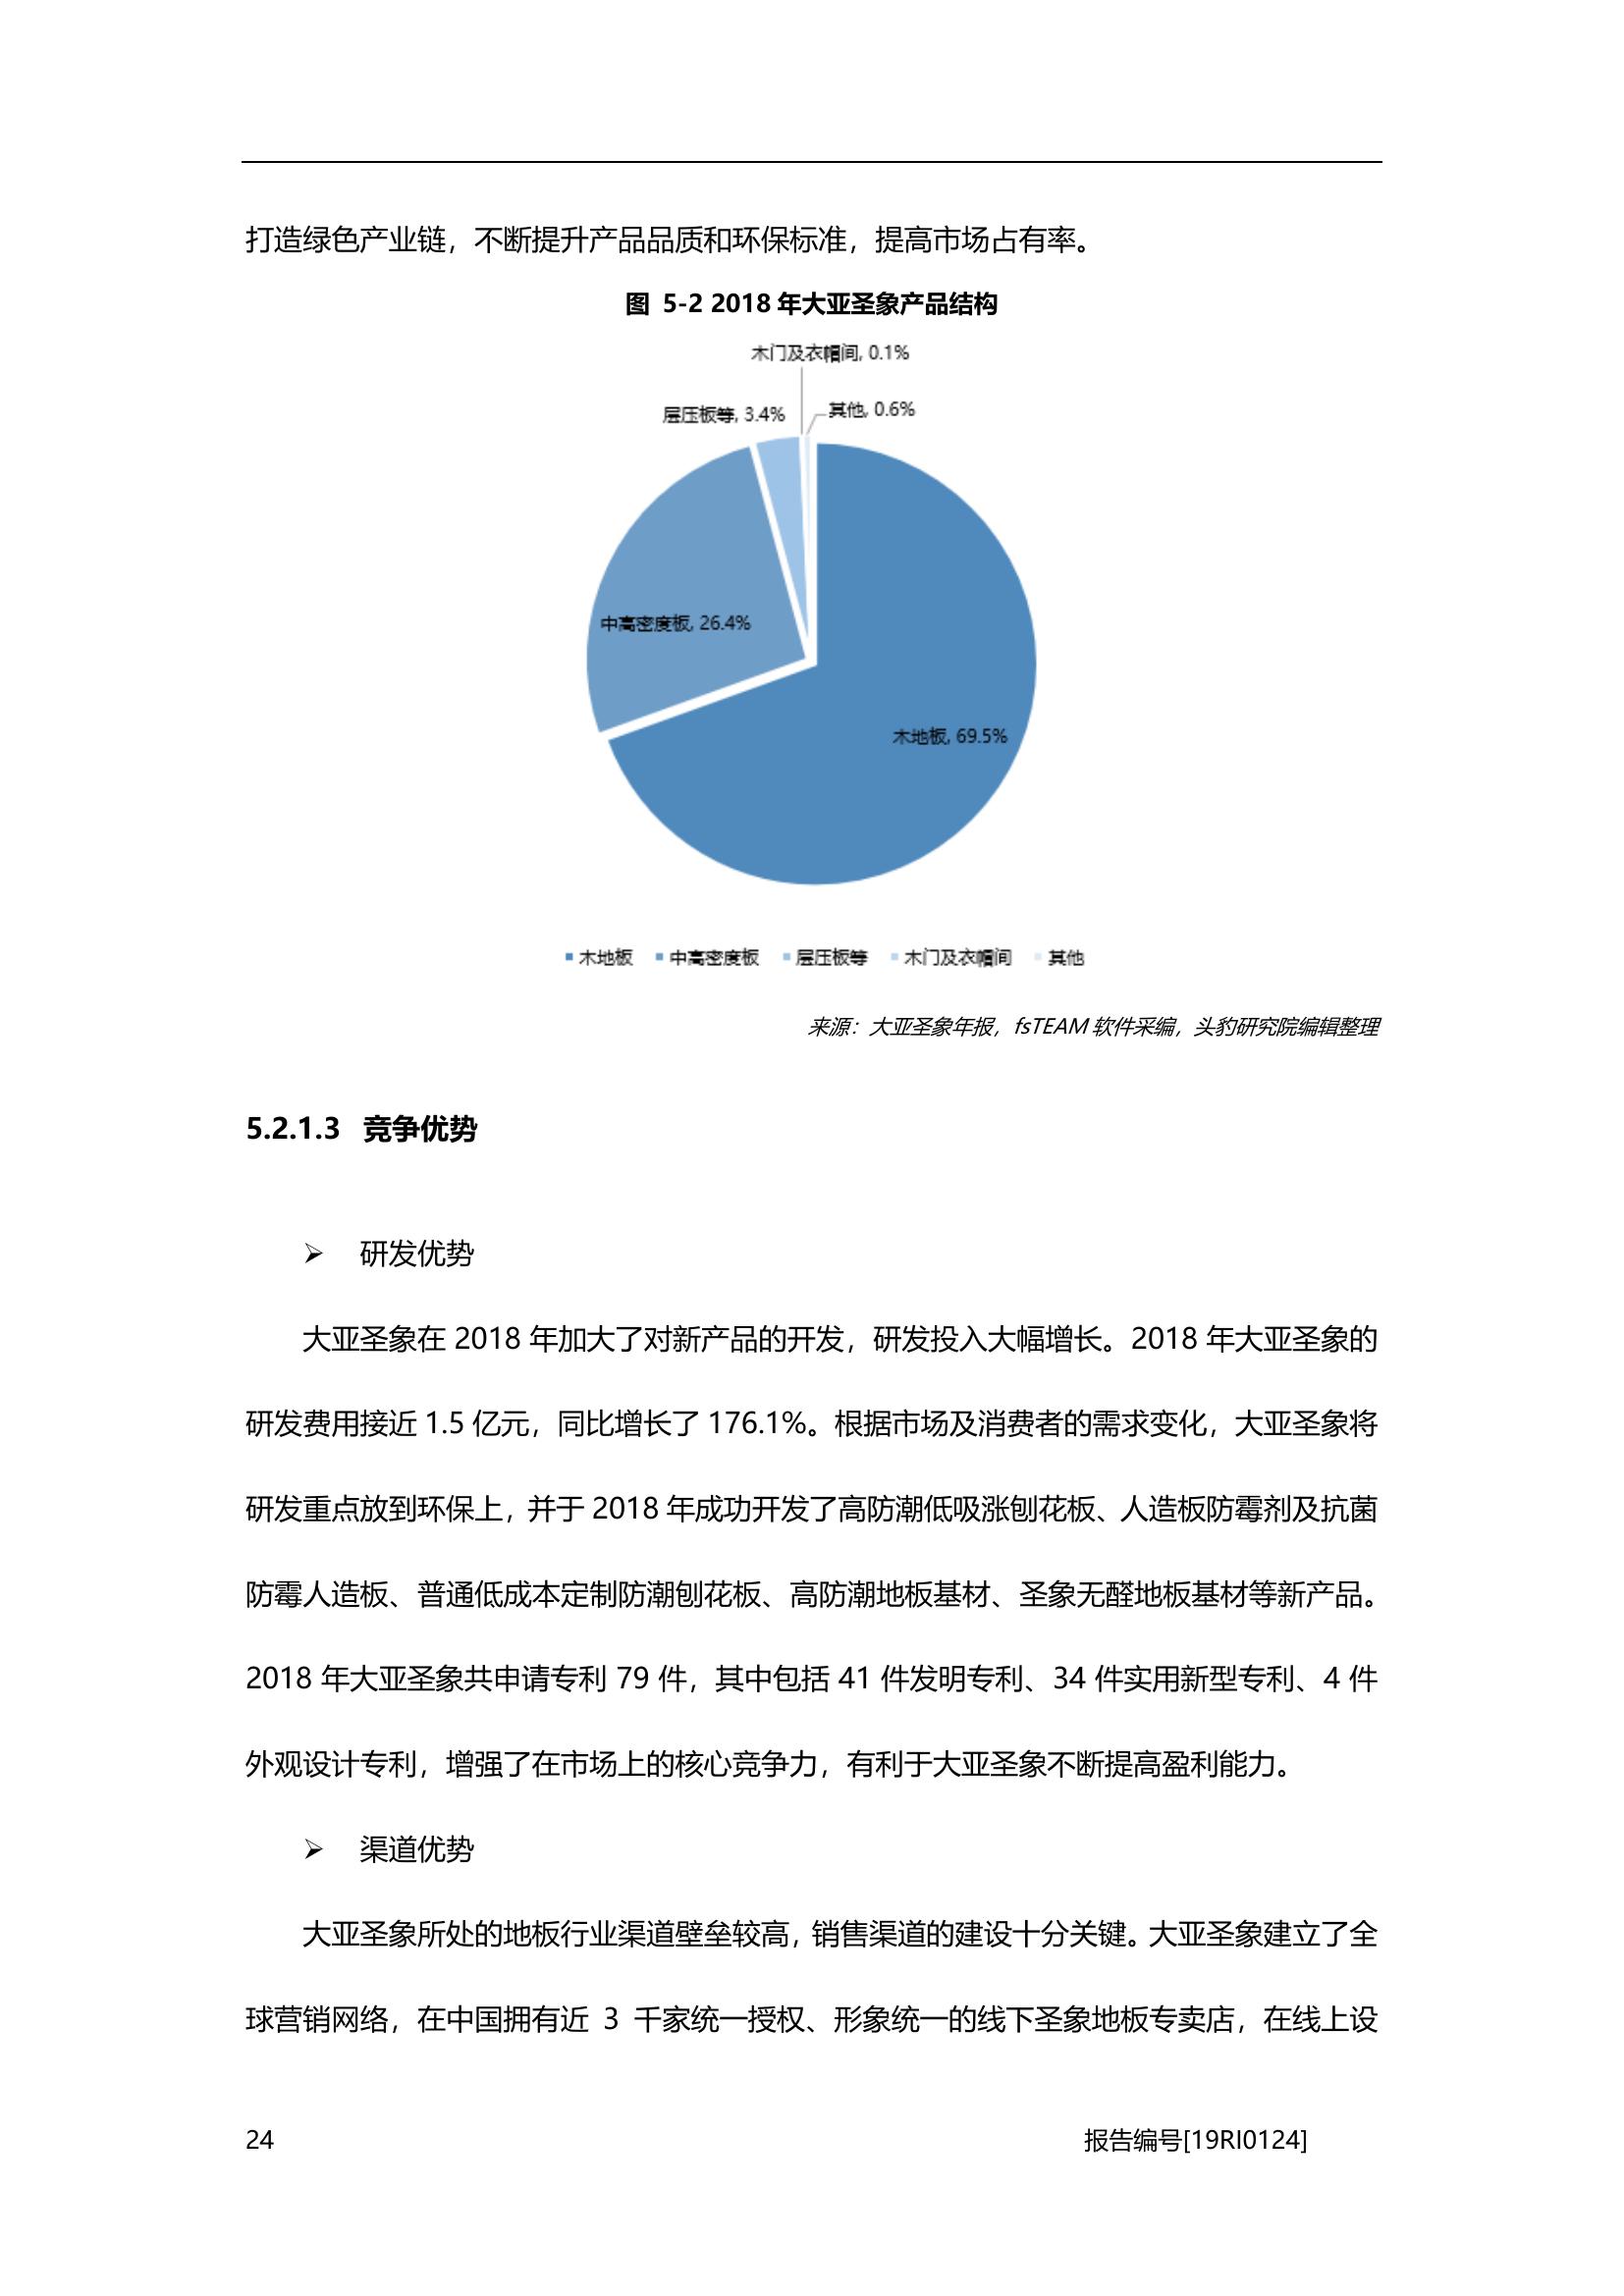 打造绿色产业链，不断提升产品品质和环保标准，提高市场占有率。
图 5-2 2018 年大亚圣象产品结构
木门及衣帽间, 0.1%
层压板等, 3.4%
其他, 0.6%
中高密度板, 26.4%
木地板, 69.5%
木地板 中高密度板 层压板等 木门及衣帽间 其他
来源：大亚圣象年报，fsTEAM 软件采编，头豹研究院编辑整理
5.2.1.3 竞争优势
➢ 研发优势
大亚圣象在 2018 年加大了对新产品的开发，研发投入大幅增长。2018 年大亚圣象的
研发费用接近 1.5 亿元，同比增长了 176.1%。根据市场及消费者的需求变化，大亚圣象将
研发重点放到环保上，并于 2018 年成功开发了高防潮低吸涨刨花板、人造板防霉剂及抗菌
防霉人造板、普通低成本定制防潮刨花板、高防潮地板基材、圣象无醛地板基材等新产品。
2018 年大亚圣象共申请专利 79 件，其中包括 41 件发明专利、34 件实用新型专利、4 件
外观设计专利，增强了在市场上的核心竞争力，有利于大亚圣象不断提高盈利能力。
➢ 渠道优势
大亚圣象所处的地板行业渠道壁垒较高，销售渠道的建设十分关键。大亚圣象建立了全
球营销网络，在中国拥有近 3 千家统一授权、形象统一的线下圣象地板专卖店，在线上设
24 报告编号[19RI0124]